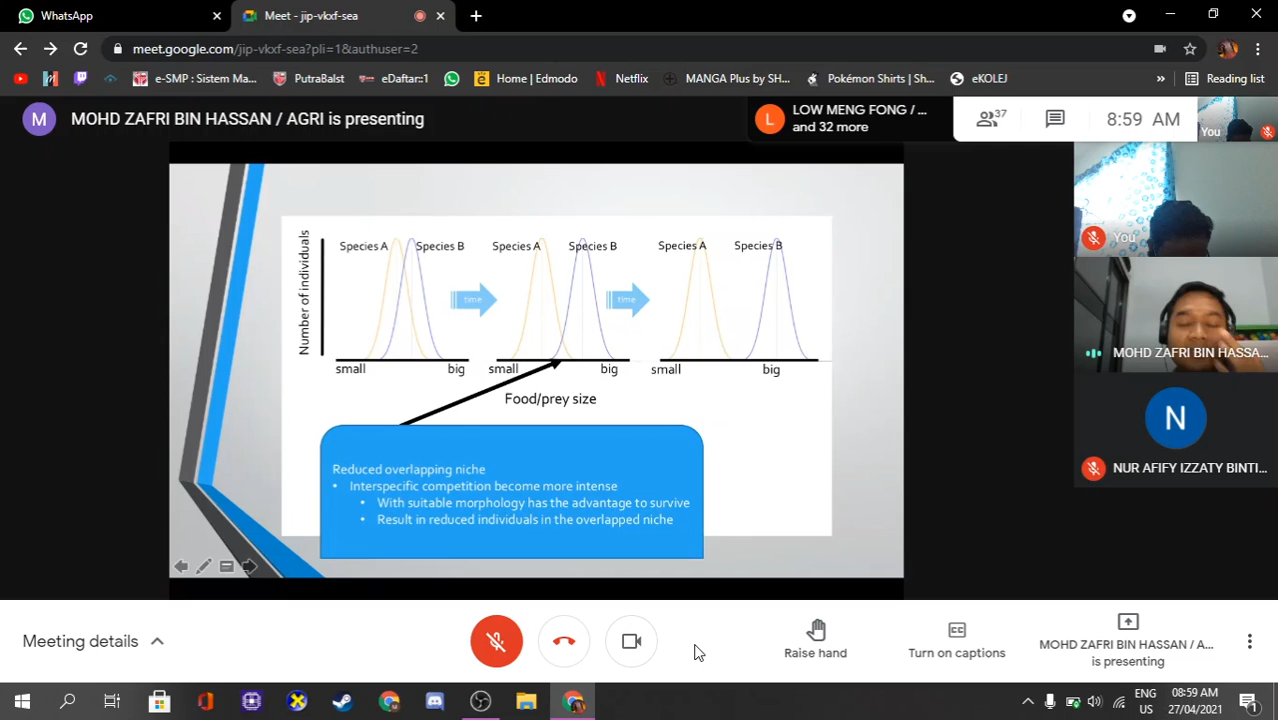 WhatsApp
Meet - jip-vkxf-sea
meet.google.com/jip-vkxf-sea?pli=1&authuser=2
e-SMP : Sistem Ma...
PutraBalst
eDaftar::1
Home | Edmodo
Netflix
MANGA Plus by SH...
Pokémon Shirts | Sh...
eKOLEJ
»
Reading list
M
MOHD ZAFRI BIN HASSAN / AGRI is presenting
L
LOW MENG FONG / ...
and 32 more
37
8:59 AM
You
Number of individuals
Species A
Species B
time
Species A
Species B
time
Species A
Species B
small
big
small
big
small
big
Food/prey size
Reduced overlapping niche
• Interspecific competition become more intense
• With suitable morphology has the advantage to survive
• Result in reduced individuals in the overlapped niche
You
MOHD ZAFRI BIN HASSA...
N
NUR AFIFY IZZATY BINTI...
Meeting details
Raise hand
Turn on captions
MOHD ZAFRI BIN HASSAN / A...
is presenting
ENG
US
08:59 AM
27/04/2021
1